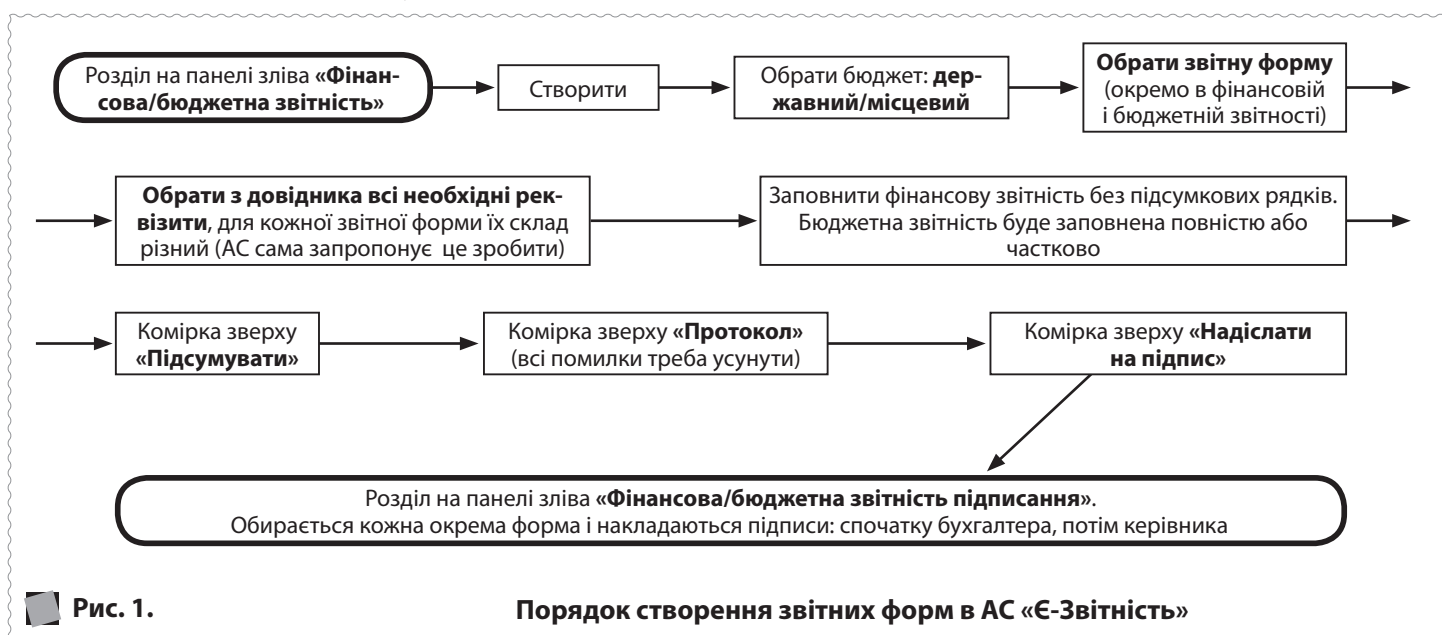 Розділ на панелі зліва «Фінан-
сова/бюджетна звітність»
Створити
Обрати бюджет: дер-
жавний/місцевий
Обрати звітну форму
(окремо в фінансовій
і бюджетній звітності)
Обрати з довідника всі необхідні рек-
візити, для кожної звітної форми їх склад
різний (АС сама запропонує це зробити)
Заповнити фінансову звітність без підсумкових рядків.
Бюджетна звітність буде заповнена повністю або
частково
Комірка зверху
«Підсумувати»
Комірка зверху «Протокол»
(всі помилки треба усунути)
Комірка зверху «Надіслати
на підпис»
Розділ на панелі зліва «Фінансова/бюджетна звітність підписання».
Обирається кожна окрема форма і накладаються підписи: спочатку бухгалтера, потім керівника
Рис. 1. Порядок створення звітних форм в АС «Є-Звітність»